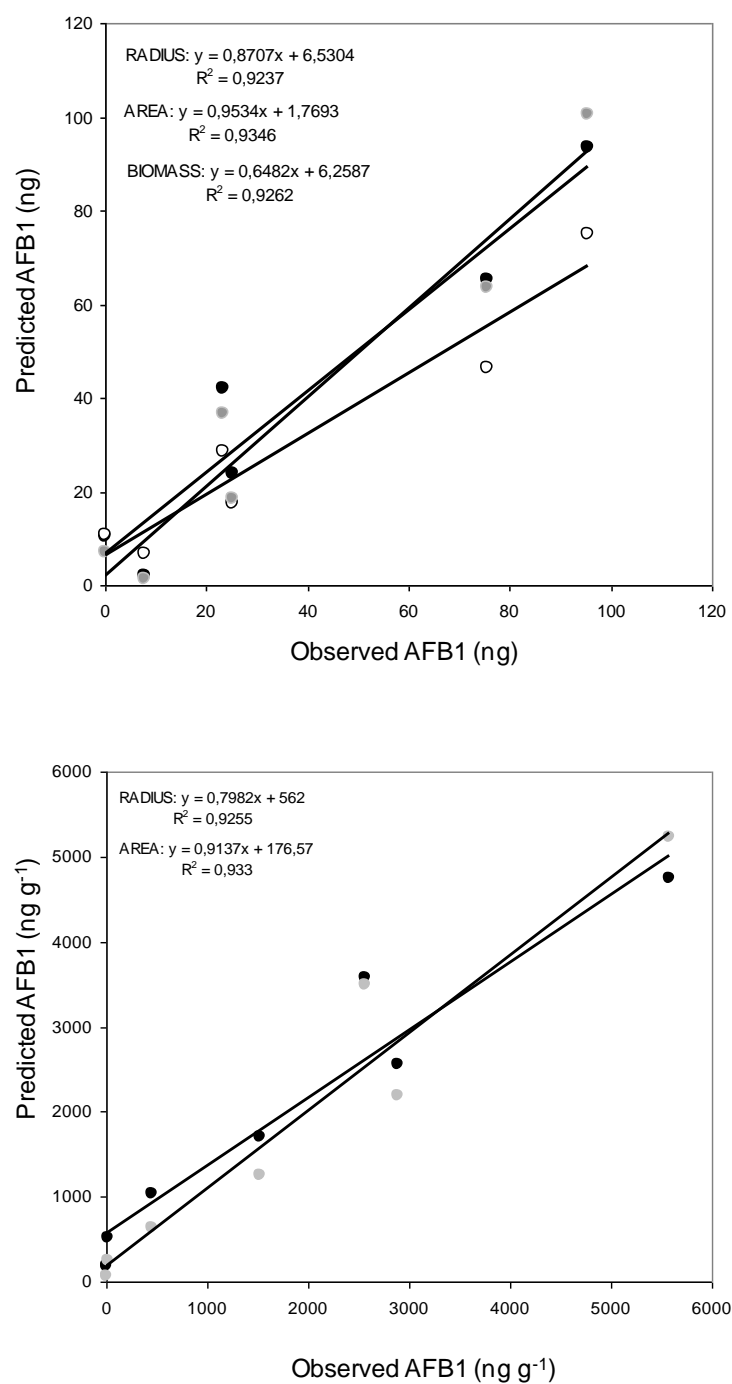 120
RADIUS: y = 0,8707x + 6,5304
R² = 0,9237
100
AREA: y = 0,9534x + 1,7693
R² = 0,9346
BIOMASS: y = 0,6482x + 6,2587
R² = 0,9262
80
Predicted AFB1 (ng)
60
40
20
0
0 20 40 60 80 100 120
Observed AFB1 (ng)
6000
RADIUS: y = 0,7982x + 562
R² = 0,9255
AREA: y = 0,9137x + 176,57
R² = 0,933
5000
4000
Predicted AFB1 (ng g⁻¹)
3000
2000
1000
0
0 1000 2000 3000 4000 5000 6000
Observed AFB1 (ng g⁻¹)